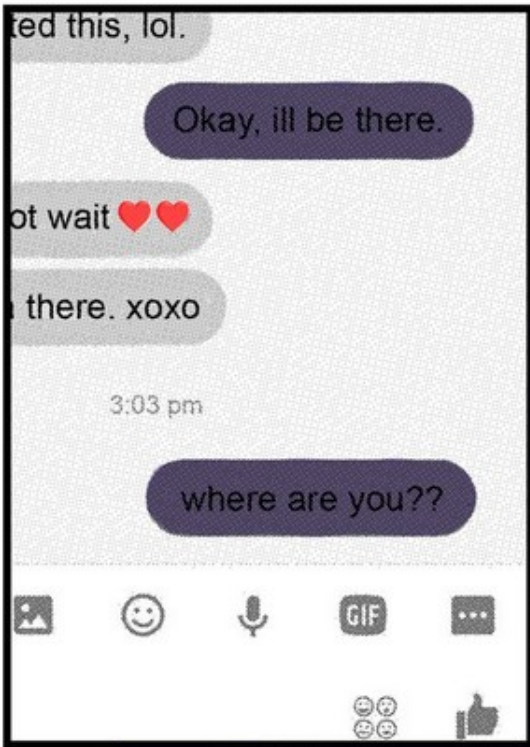 ted this, lol.
Okay, ill be there.
ot wait ❤️❤️
there. xoxo
3:03 pm
where are you??
GIF